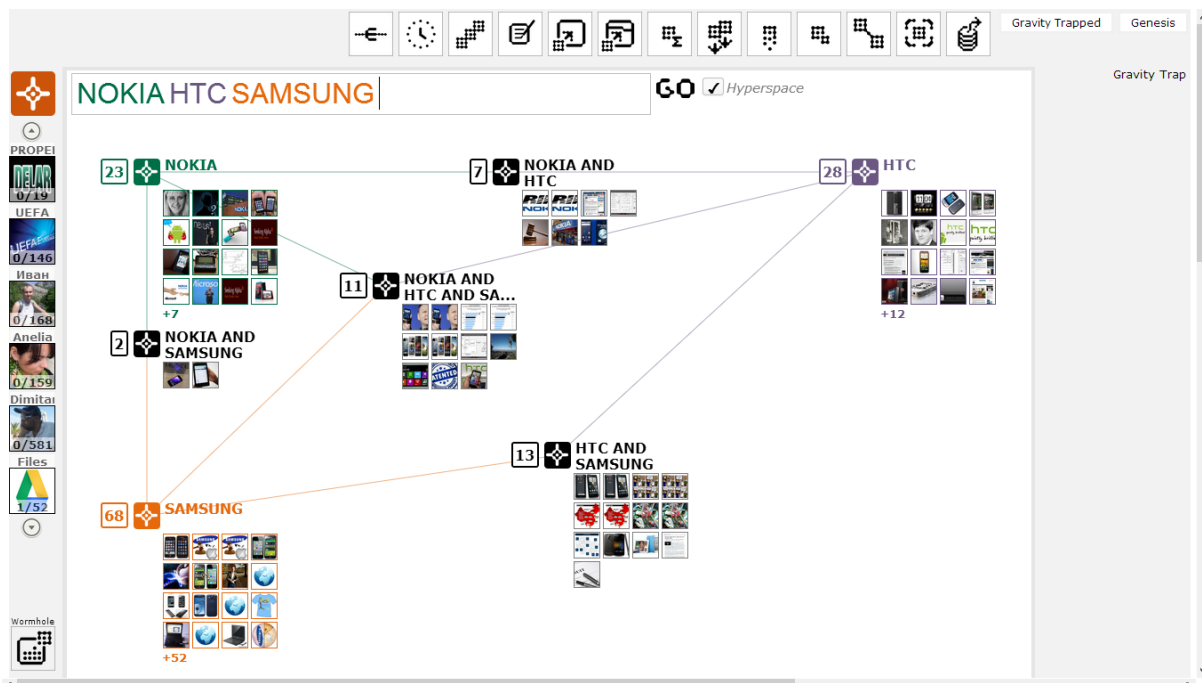 Gravity Trapped
Genesis
Gravity Trap
NOKIA HTC SAMSUNG
GO
Hyperspace
PROPEI
0/19
UEFA
0/146
Иван
0/168
Anelia
0/159
Dimitar
0/581
Files
1/52
Wormhole
23
NOKIA
+7
7
NOKIA AND
HTC
28
HTC
+12
11
NOKIA AND
HTC AND SA...
2
NOKIA AND
SAMSUNG
13
HTC AND
SAMSUNG
68
SAMSUNG
+52